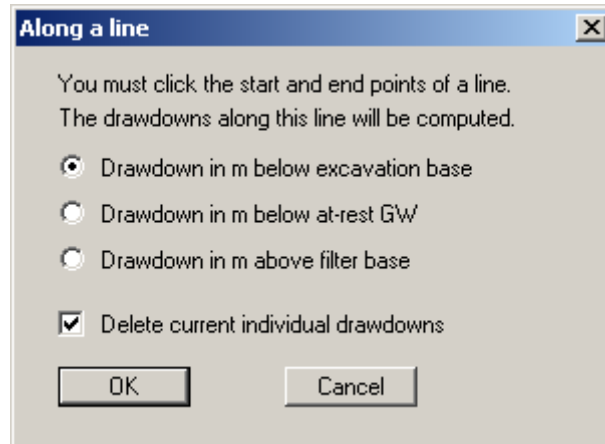 Along a line
You must click the start and end points of a line.
The drawdowns along this line will be computed.
Drawdown in m below excavation base
Drawdown in m below at-rest GW
Drawdown in m above filter base
Delete current individual drawdowns
OK
Cancel